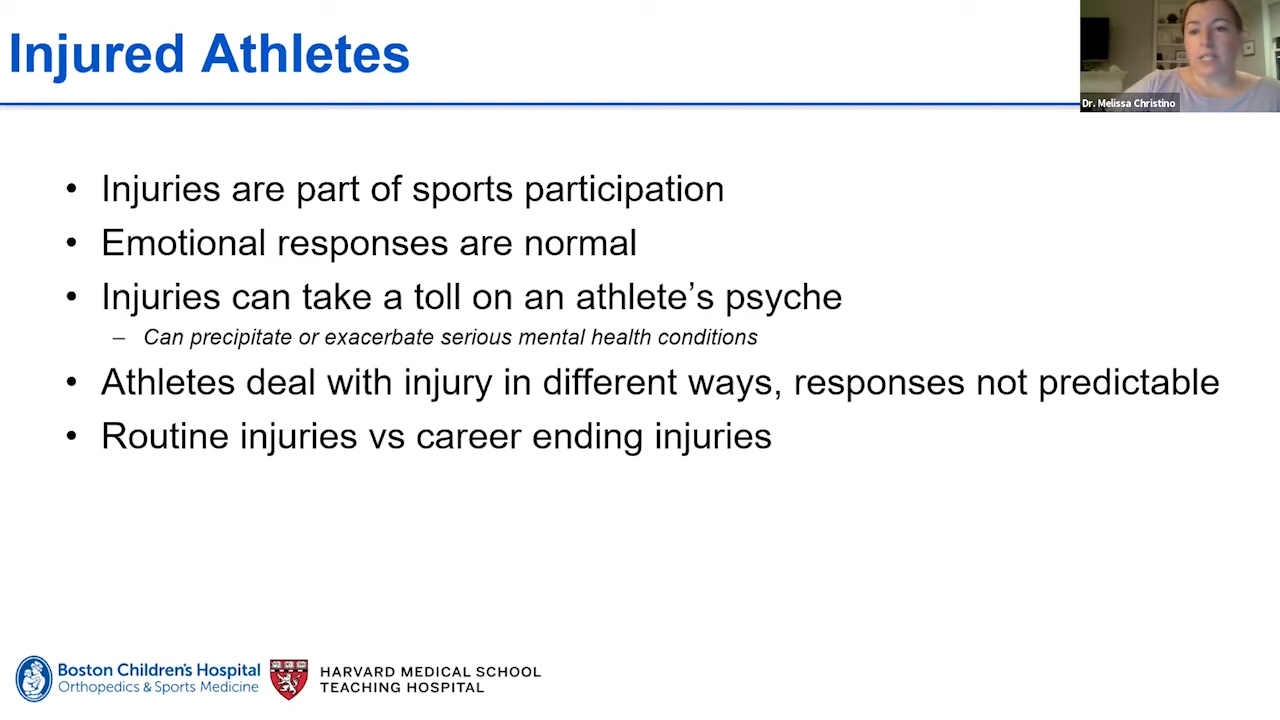 Injured Athletes
Dr. Melissa Christino
• Injuries are part of sports participation
• Emotional responses are normal
• Injuries can take a toll on an athlete’s psyche
– Can precipitate or exacerbate serious mental health conditions
• Athletes deal with injury in different ways, responses not predictable
• Routine injuries vs career ending injuries
Boston Children's Hospital
Orthopedics & Sports Medicine
HARVARD MEDICAL SCHOOL
TEACHING HOSPITAL